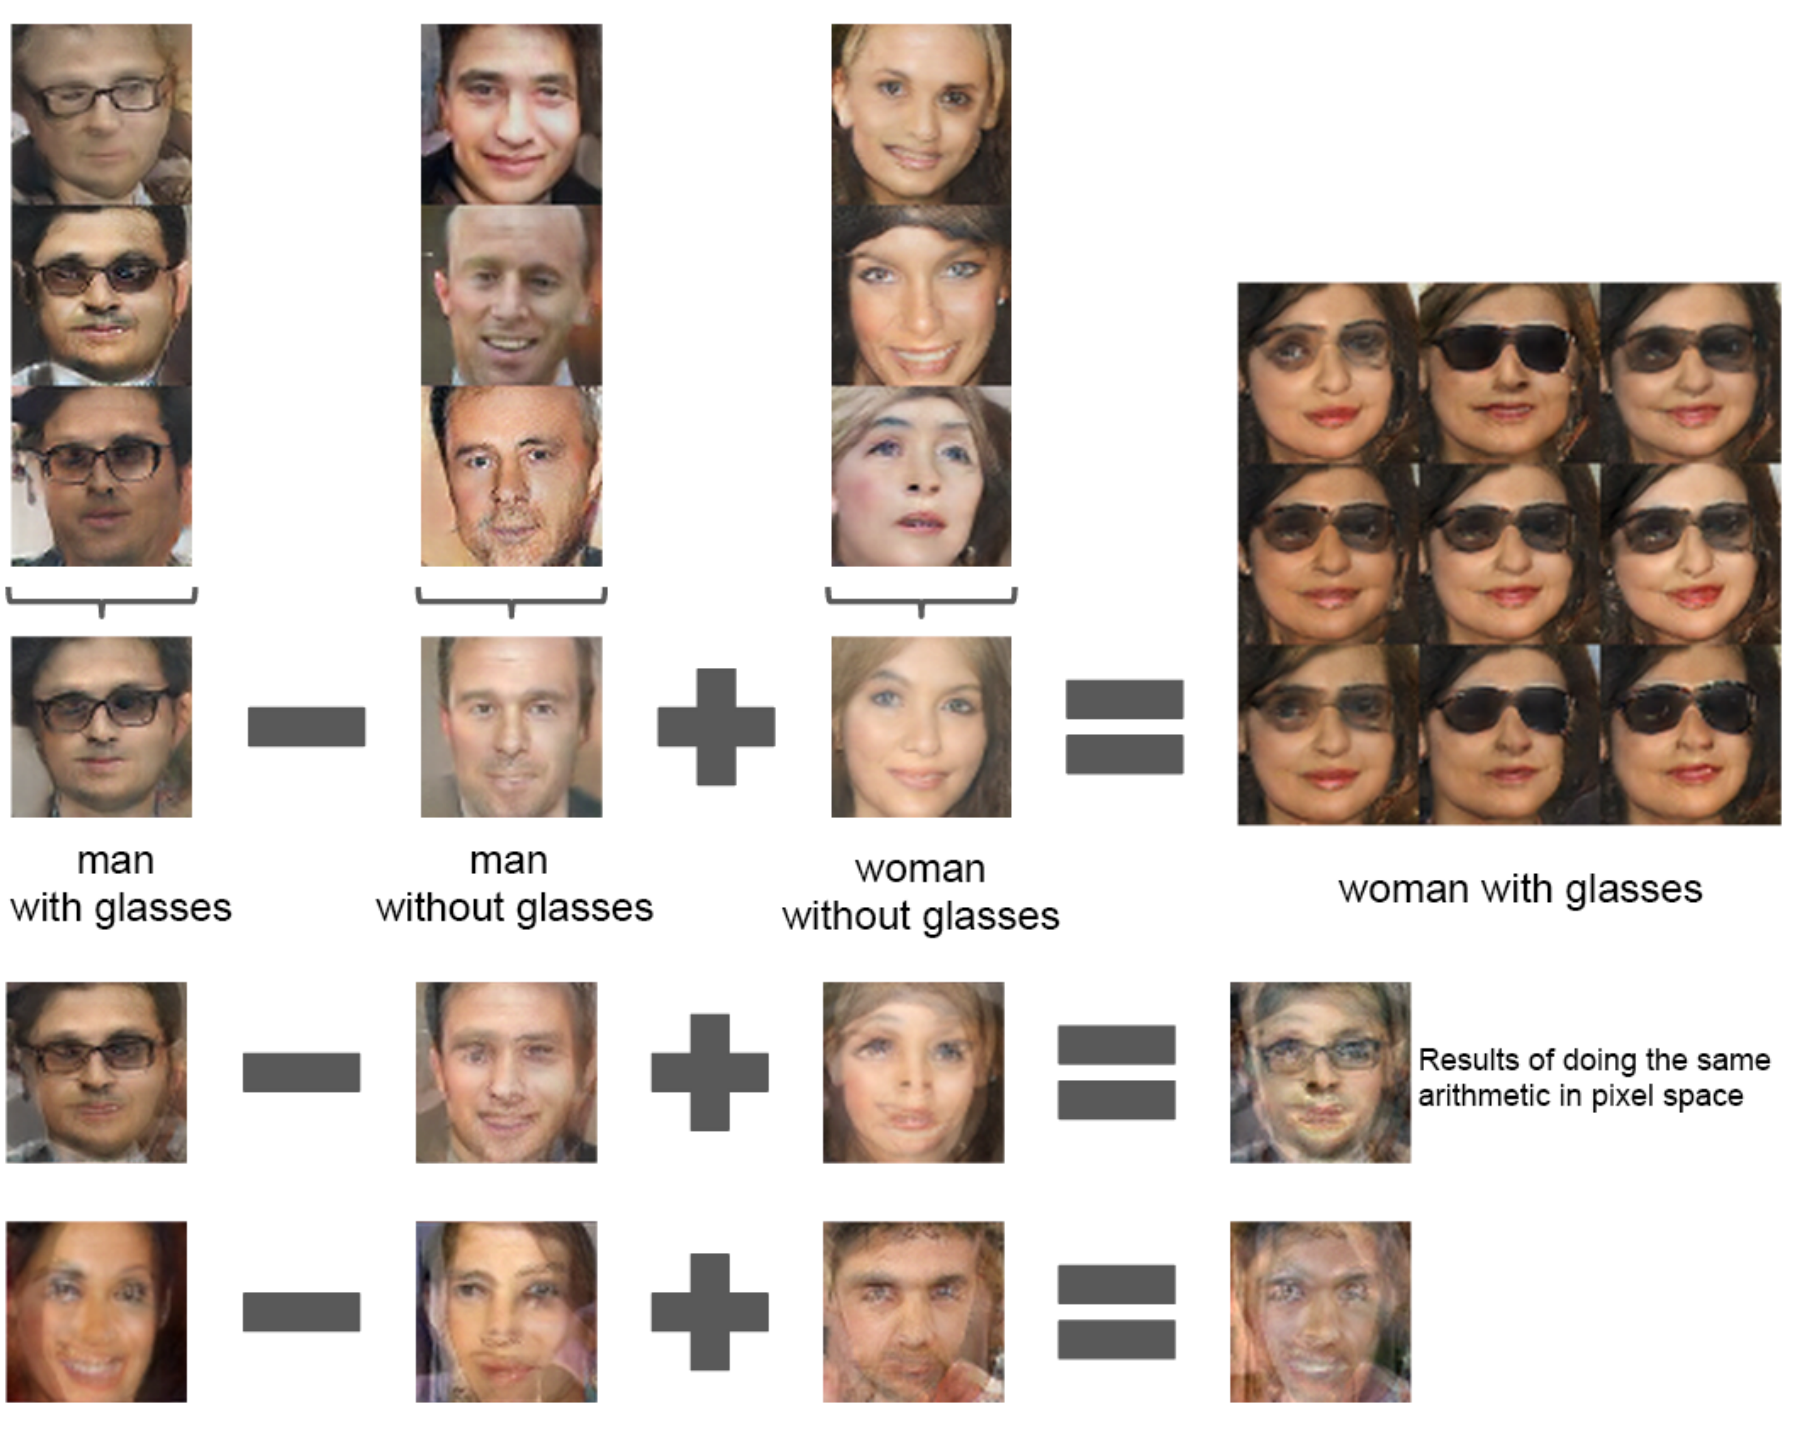 man
with glasses
man
without glasses
woman
without glasses
woman with glasses
Results of doing the same
arithmetic in pixel space